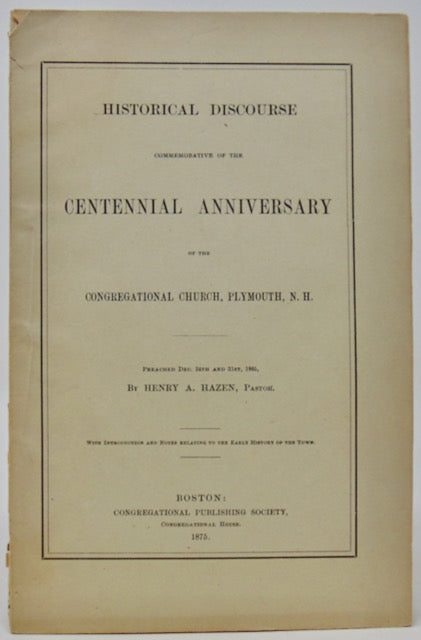 HISTORICAL DISCOURSE
COMMEMORATIVE OF THE
CENTENNIAL ANNIVERSARY
OF THE
CONGREGATIONAL CHURCH, PLYMOUTH, N. H.
PREACHED DEC. 24TH AND 31ST, 1865,
BY HENRY A. HAZEN, PASTOR.
WITH INTRODUCTION AND NOTES RELATING TO THE EARLY HISTORY OF THE TOWN.
BOSTON:
CONGREGATIONAL PUBLISHING SOCIETY,
CONGREGATIONAL HOUSE.
1875.